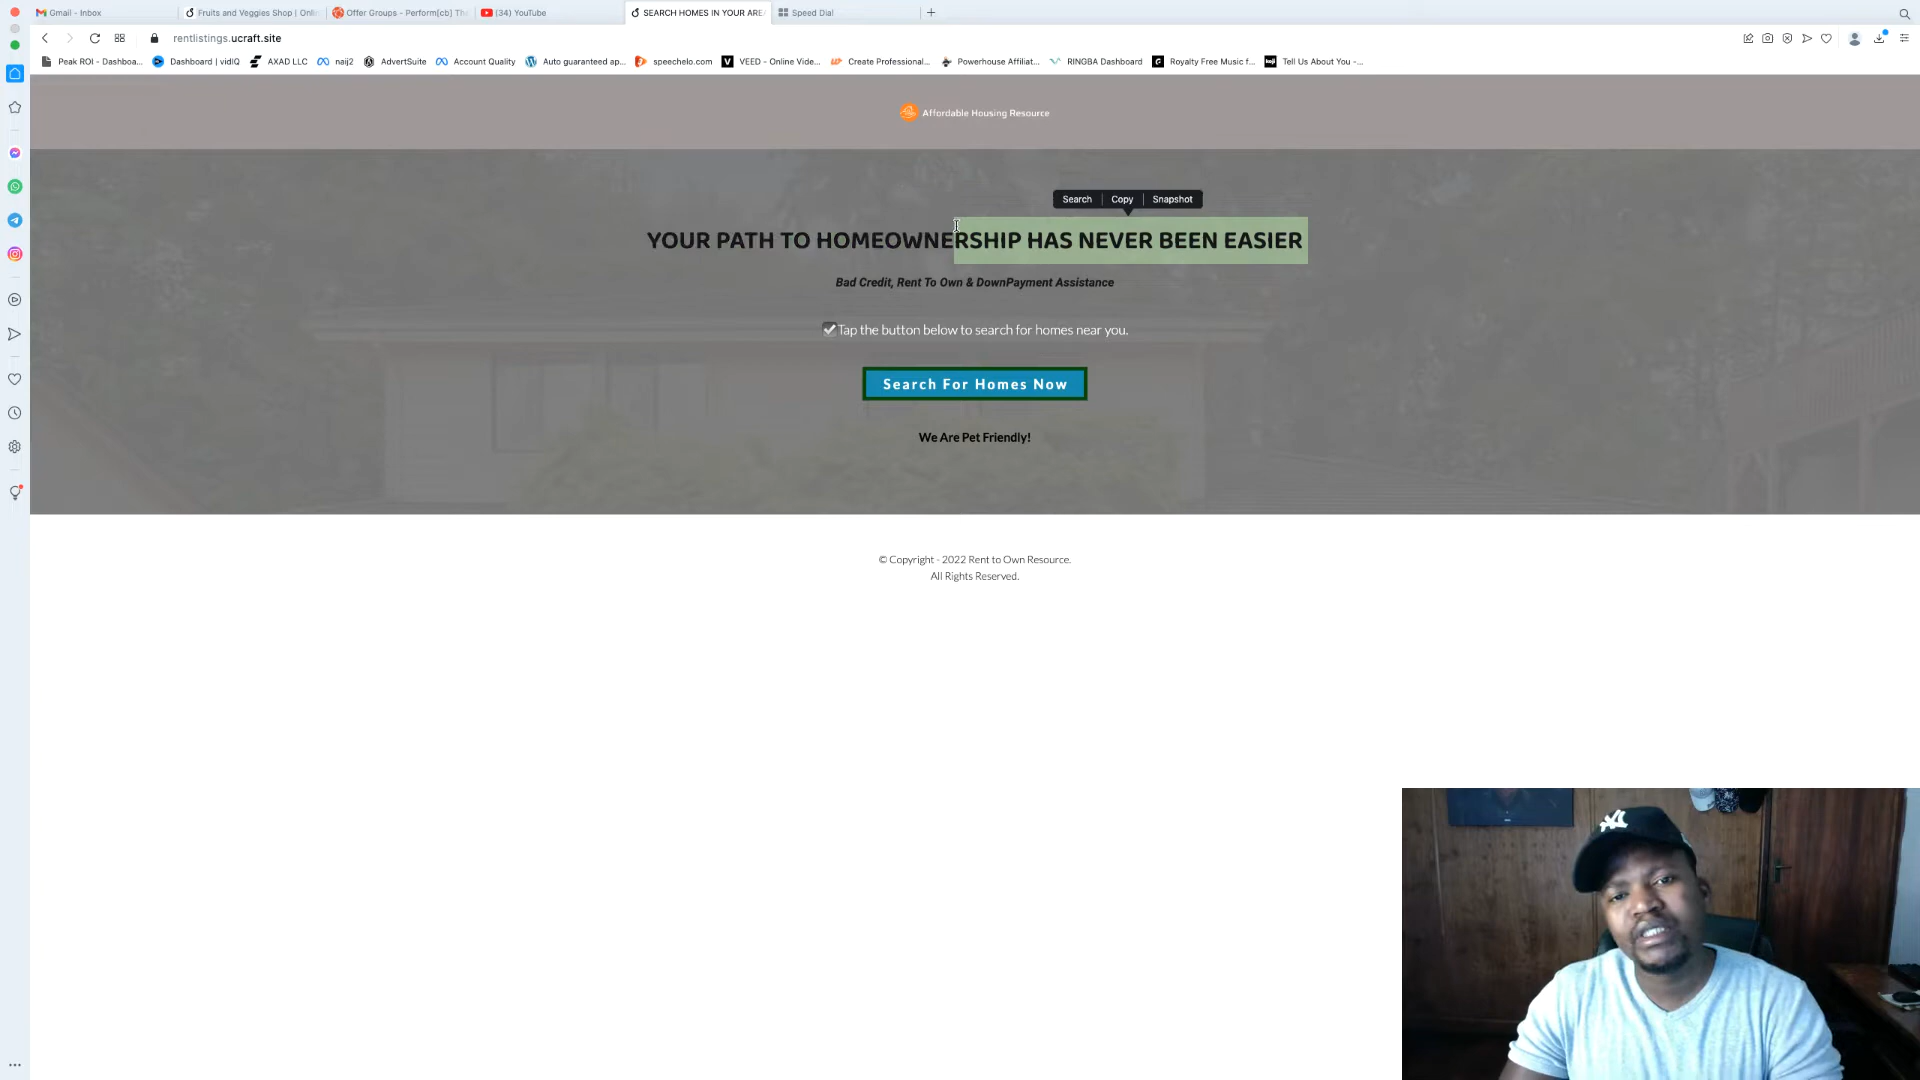 Gmail - Inbox
Fruits and Veggies Shop | Onli
Offer Groups - Perform[cb] Th
(34) YouTube
SEARCH HOMES IN YOUR ARE
Speed Dial
rentlistings.ucraft.site
Peak ROI - Dashboa...
Dashboard | vidIQ
AXAD LLC
naij2
AdvertSuite
Account Quality
Auto guaranteed ap...
speechelo.com
VEED - Online Vide...
Create Professional...
Powerhouse Affiliat...
RINGBA Dashboard
Royalty Free Music f...
Tell Us About You -...
Affordable Housing Resource
Search Copy Snapshot
YOUR PATH TO HOMEOWNERSHIP HAS NEVER BEEN EASIER
Bad Credit, Rent To Own & DownPayment Assistance
Tap the button below to search for homes near you.
Search For Homes Now
We Are Pet Friendly!
© Copyright - 2022 Rent to Own Resource.
All Rights Reserved.